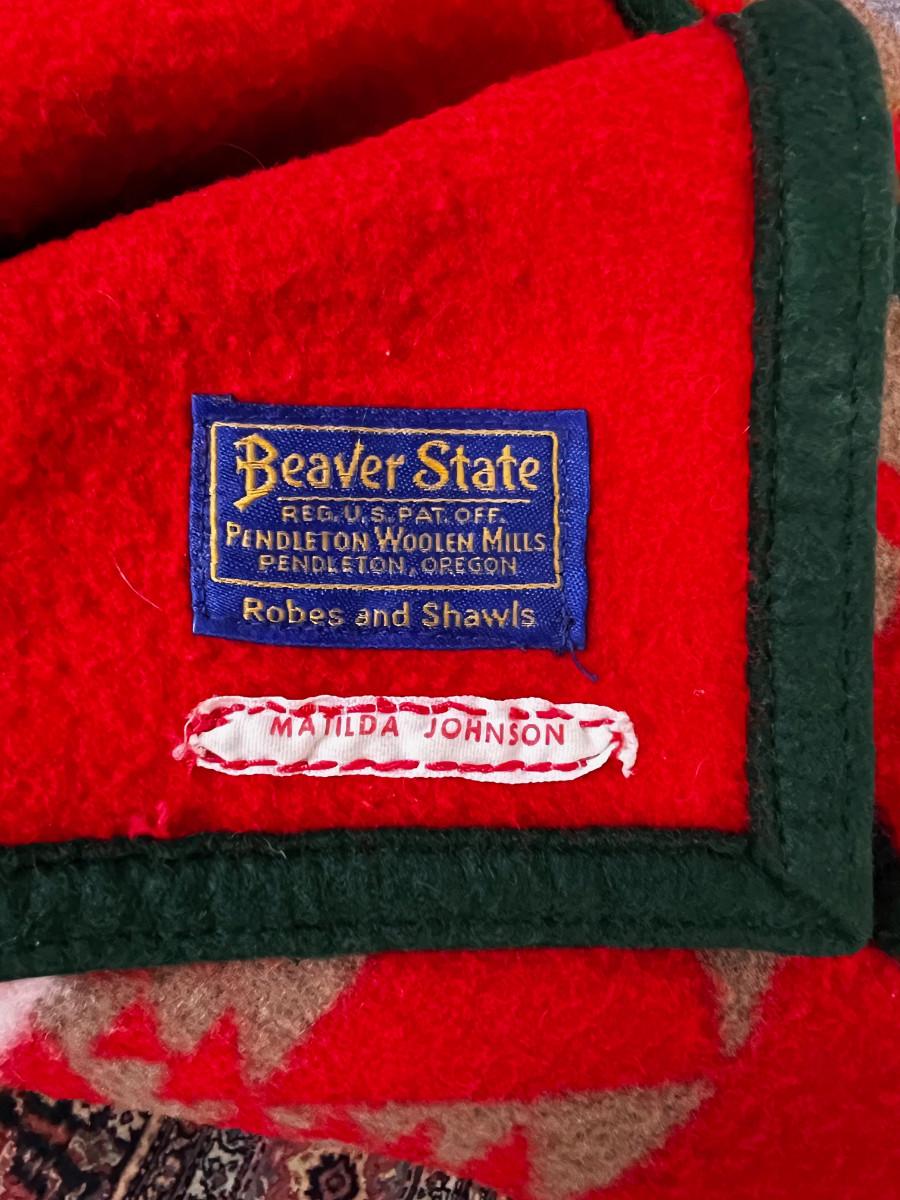 Beaver State
REG. U.S. PAT. OFF.
PENDLETON WOOLEN MILLS
PENDLETON, OREGON
Robes and Shawls
MATILDA JOHNSON